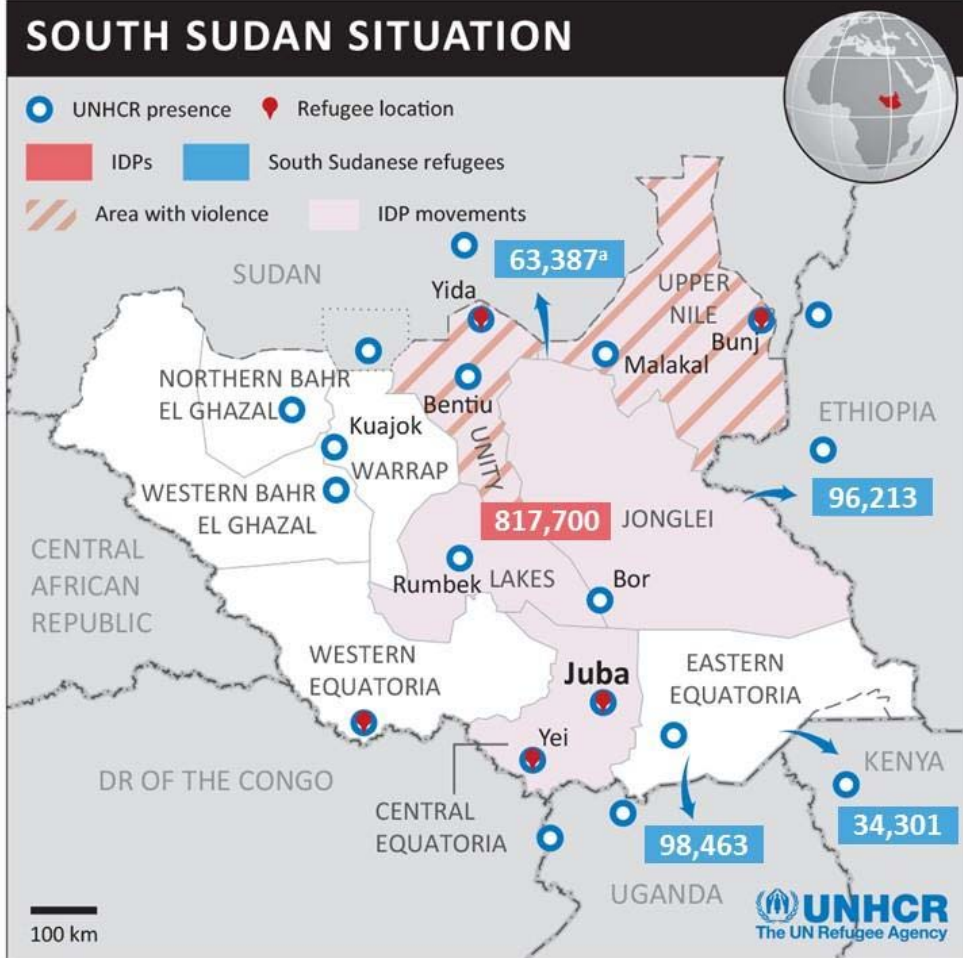 SOUTH SUDAN SITUATION
UNHCR presence
Refugee location
IDPs
South Sudanese refugees
Area with violence
IDP movements
SUDAN
63,387ᵃ
Yida
UPPER
NILE
Bunj
Malakal
NORTHERN BAHR
EL GHAZAL
Bentiu
ETHIOPIA
Kuajok
UNITY
WARRAP
WESTERN BAHR
EL GHAZAL
96,213
817,700
JONGLEI
CENTRAL
AFRICAN
REPUBLIC
Rumbek
LAKES
Bor
WESTERN
EQUATORIA
Juba
EASTERN
EQUATORIA
Yei
KENYA
DR OF THE CONGO
CENTRAL
EQUATORIA
34,301
98,463
UGANDA
100 km
UNHCR
The UN Refugee Agency